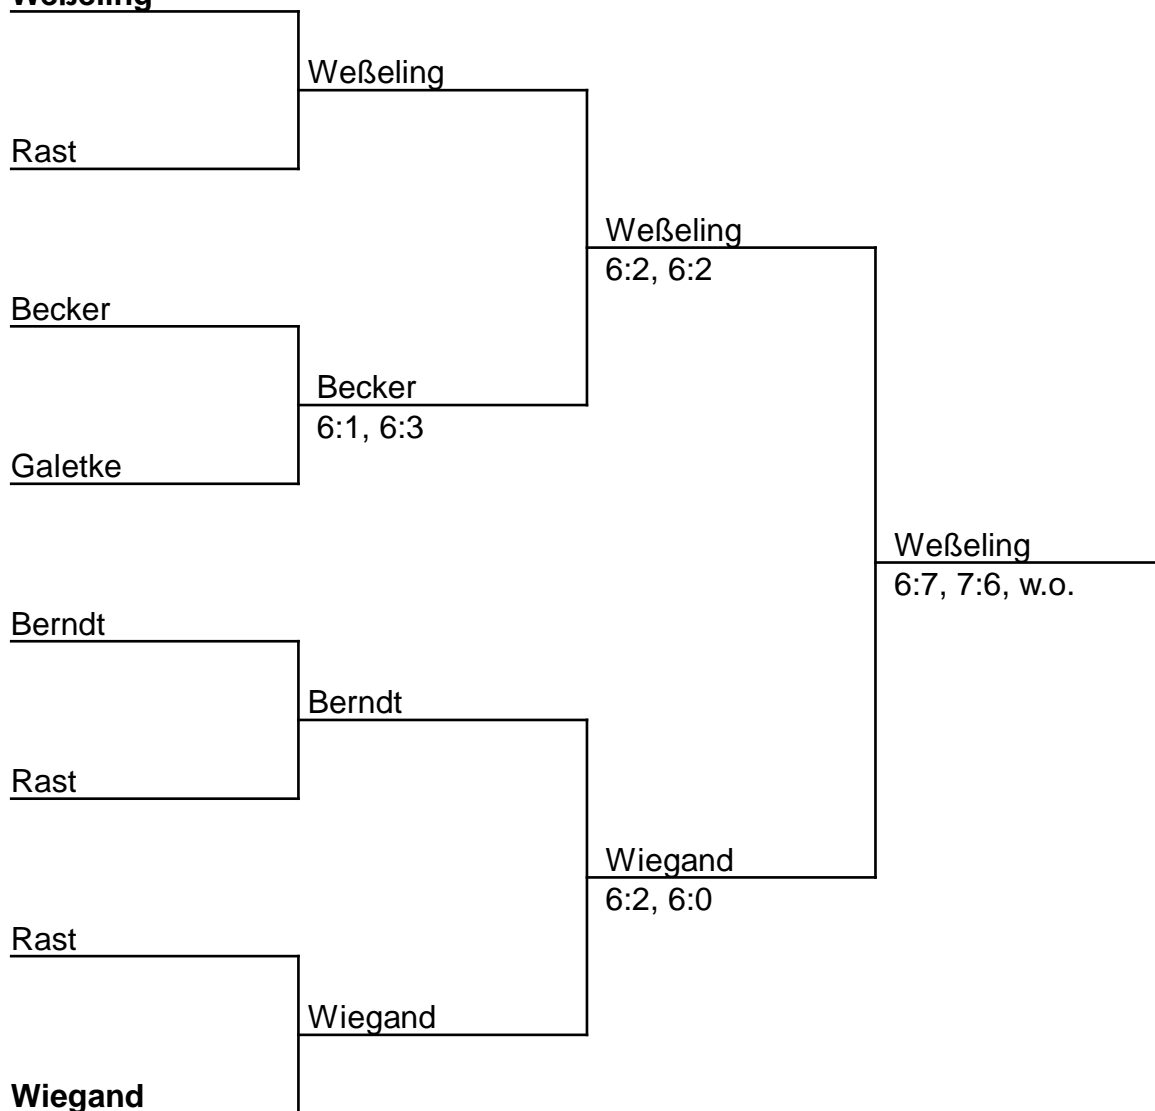 Weßeling
Weßeling
Rast
Weßeling
6:2, 6:2
Becker
Becker
6:1, 6:3
Galetke
Weßeling
6:7, 7:6, w.o.
Berndt
Berndt
Rast
Wiegand
6:2, 6:0
Rast
Wiegand
Wiegand